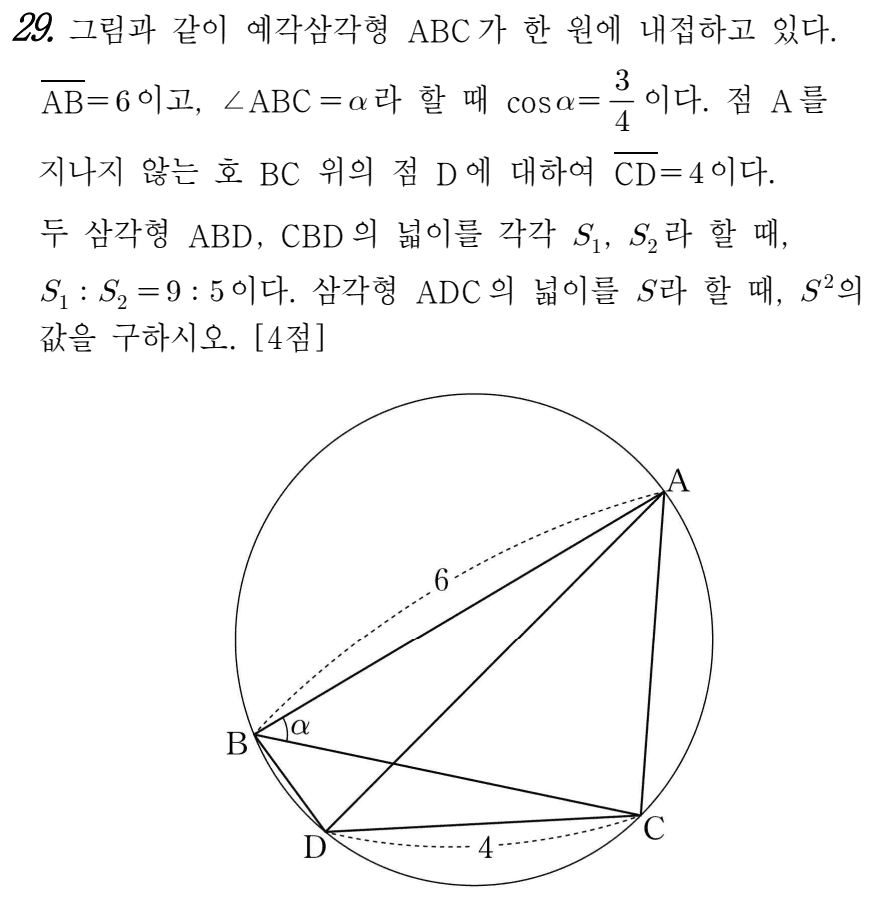 29. 그림과 같이 예각삼각형 ABC가 한 원에 내접하고 있다.
AB=6이고, ∠ABC=α라 할 때 cosα=3/4이다. 점 A를
지나지 않는 호 BC 위의 점 D에 대하여 CD=4이다.
두 삼각형 ABD, CBD의 넓이를 각각 S₁, S₂라 할 때,
S₁ : S₂=9 : 5이다. 삼각형 ADC의 넓이를 S라 할 때, S²의
값을 구하시오. [4점]
A
6
B
α
D
4
C